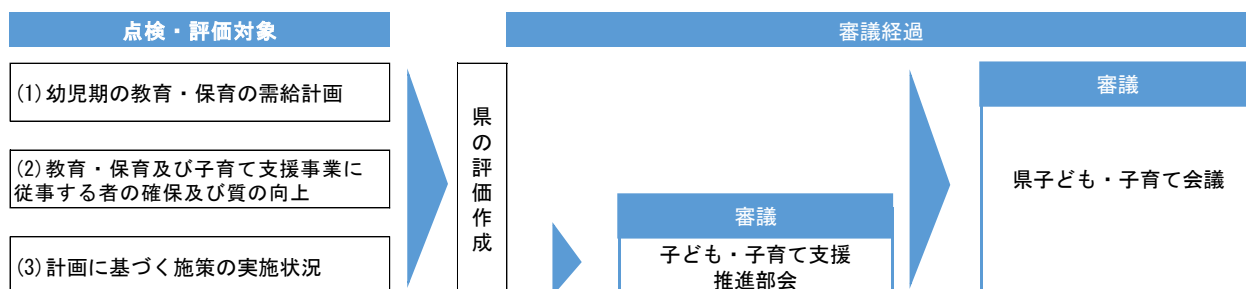 点検・評価対象
審議経過
(1)幼児期の教育・保育の需給計画
(2)教育・保育及び子育て支援事業に
従事する者の確保及び質の向上
(3)計画に基づく施策の実施状況
県の評価作成
審議
子ども・子育て支援
推進部会
審議
県子ども・子育て会議